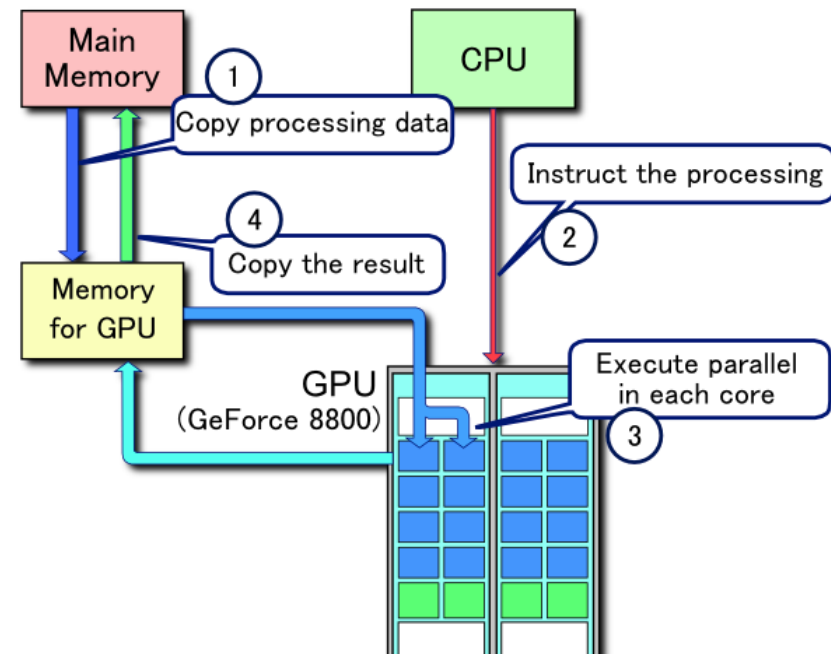 Main
Memory
CPU
1
Copy processing data
Instruct the processing
2
4
Copy the result
Memory
for GPU
GPU
(GeForce 8800)
Execute parallel
in each core
3